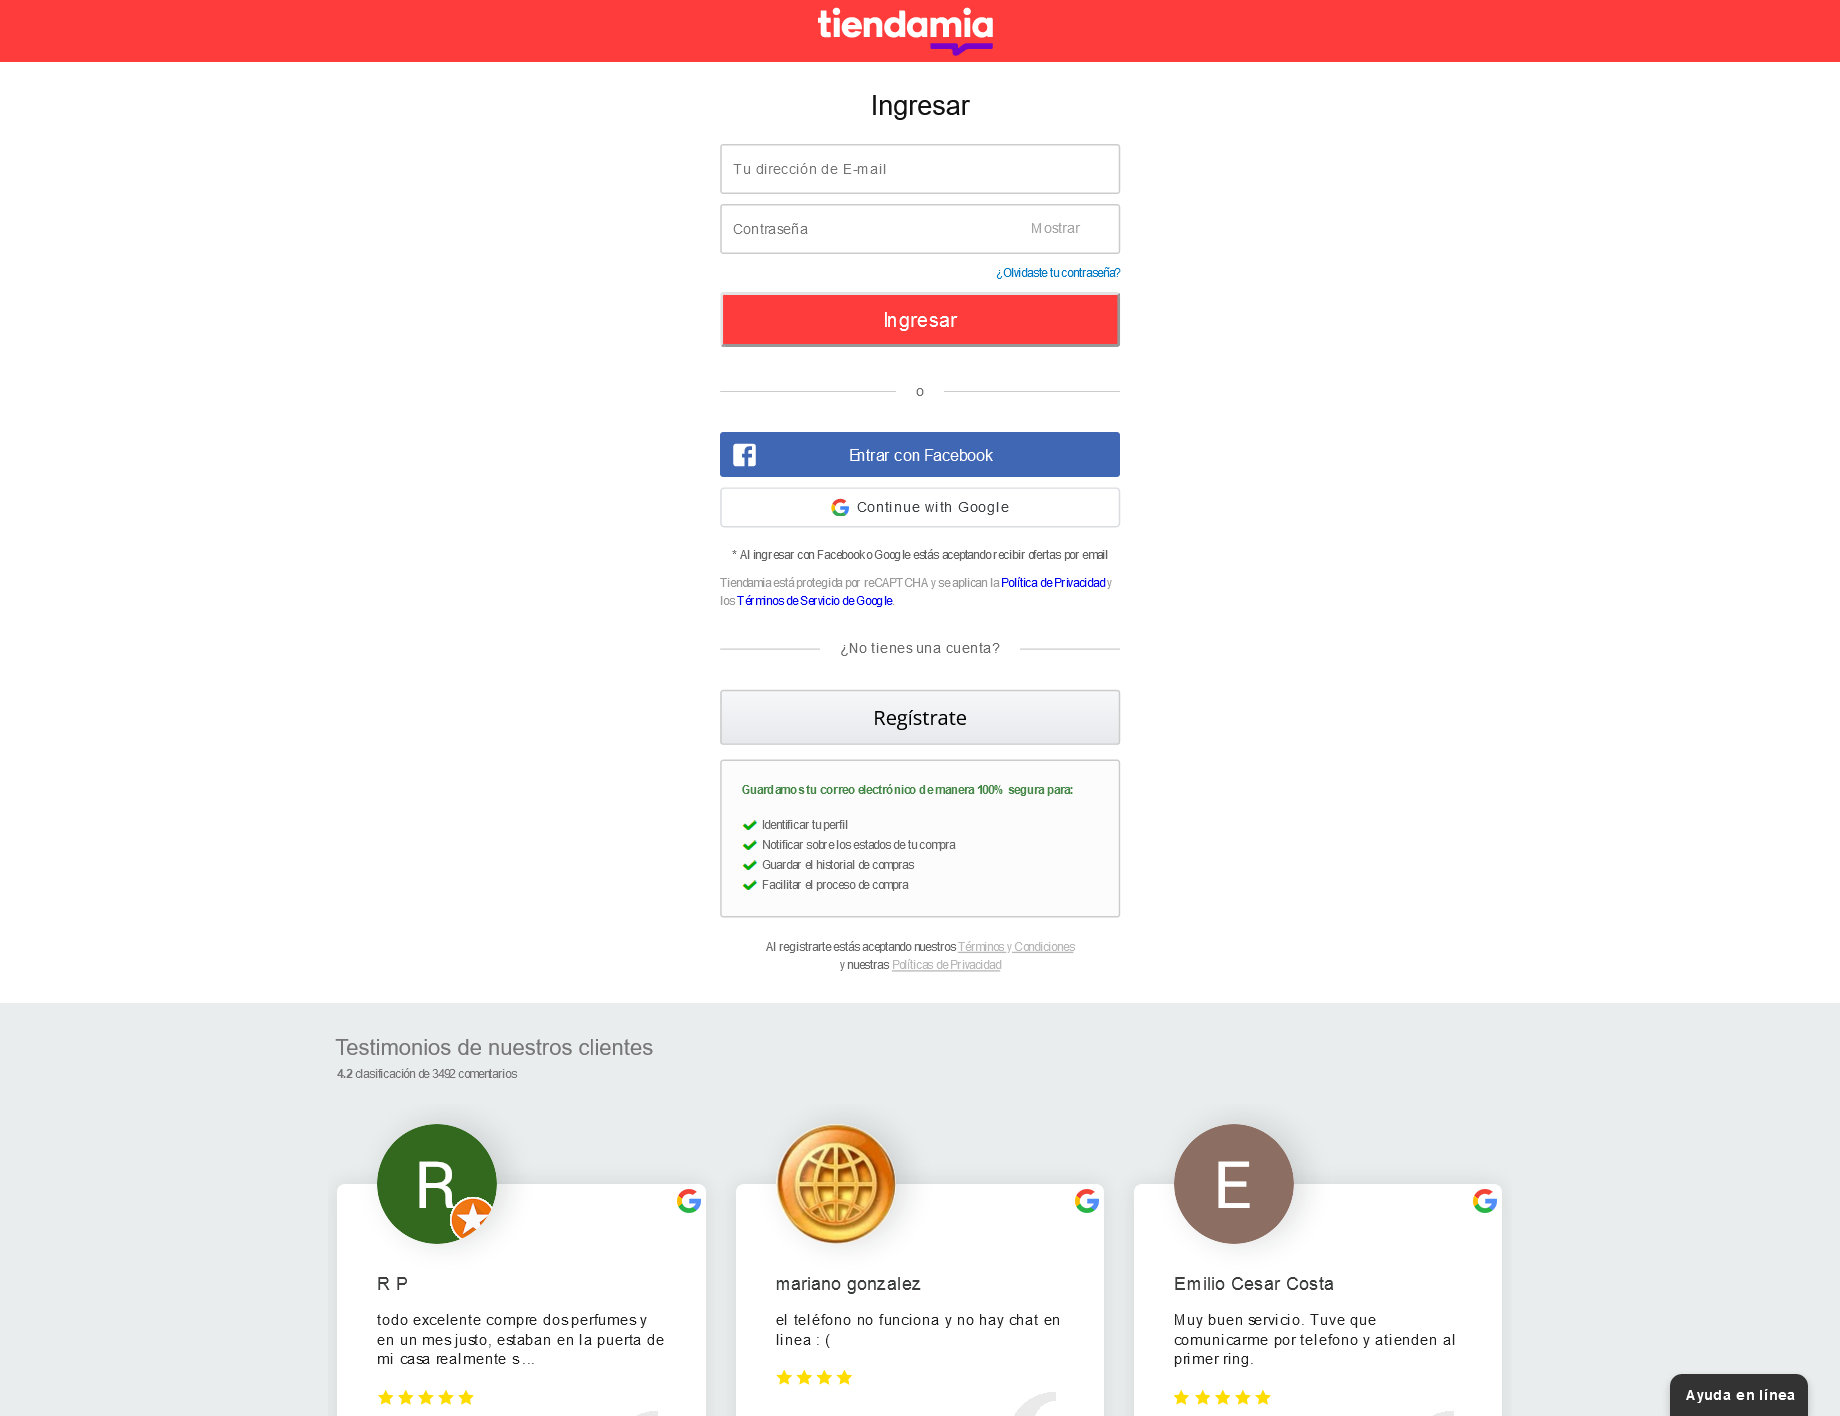 tiendamia
Ingresar
Tu dirección de E-mail
Contraseña
Mostrar
¿Olvidaste tu contraseña?
Ingresar
o
Entrar con Facebook
Continue with Google
* Al ingresar con Facebook o Google estás aceptando recibir ofertas por email
Tiendamia está protegida por reCAPTCHA y se aplican la Política de Privacidad y
los Términos de Servicio de Google.
¿No tienes una cuenta?
Regístrate
Guardamos tu correo electrónico de manera 100% segura para:
Identificar tu perfil
Notificar sobre los estados de tu compra
Guardar el historial de compras
Facilitar el proceso de compra
Al registrarte estás aceptando nuestros Términos y Condiciones
y nuestras Políticas de Privacidad
Testimonios de nuestros clientes
4.2 clasificación de 3492 comentarios
R
R P
todo excelente compre dos perfumes y
en un mes justo, estaban en la puerta de
mi casa realmente s...
mariano gonzalez
el teléfono no funciona y no hay chat en
linea : (
E
Emilio Cesar Costa
Muy buen servicio. Tuve que
comunicarme por telefono y atienden al
primer ring.
Ayuda en línea